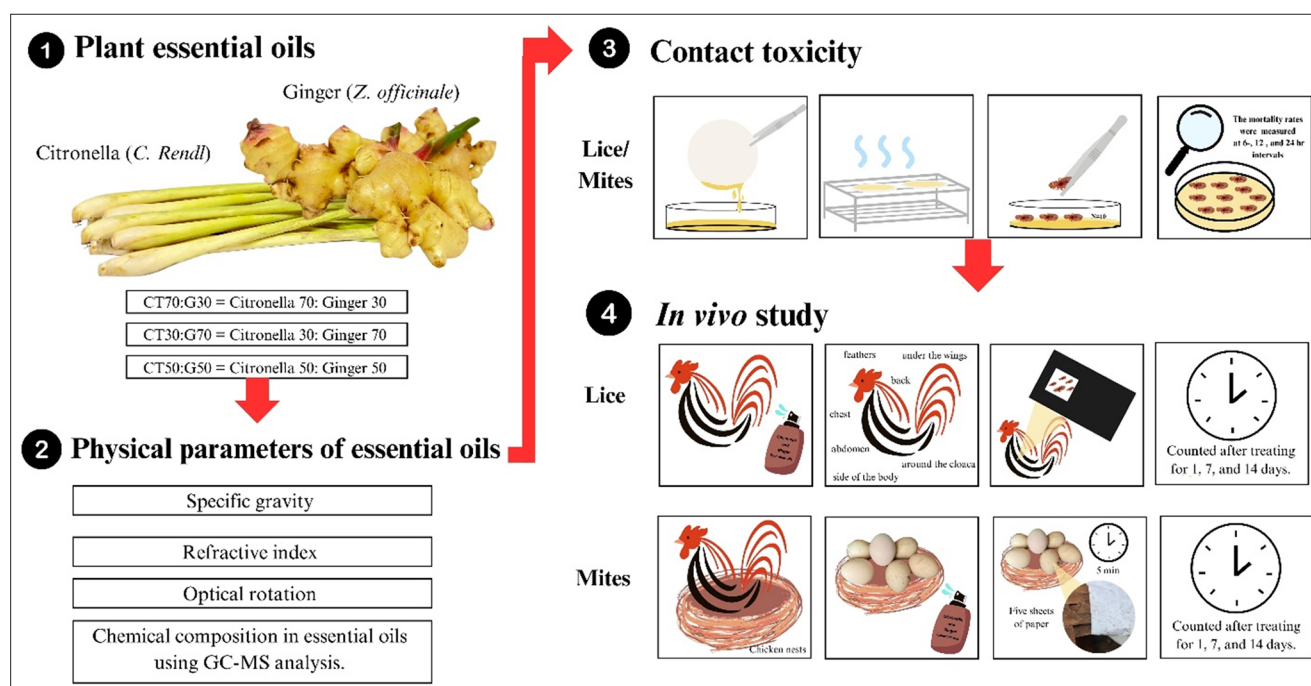 1 Plant essential oils
Ginger (Z. officinale)
Citronella (C. Rendl)
CT70:G30 = Citronella 70: Ginger 30
CT30:G70 = Citronella 30: Ginger 70
CT50:G50 = Citronella 50: Ginger 50
2 Physical parameters of essential oils
Specific gravity
Refractive index
Optical rotation
Chemical composition in essential oils
using GC-MS analysis.
3 Contact toxicity
Lice/
Mites
N=10
The mortality rates
were measured
at 6-, 12 , and 24 hr
intervals
4 In vivo study
Lice
feathers
under the wings
back
chest
abdomen
around the cloaca
side of the body
Counted after treating
for 1, 7, and 14 days.
Mites
Chicken nests
5 min
Five sheets
of paper
Counted after treating
for 1, 7, and 14 days.